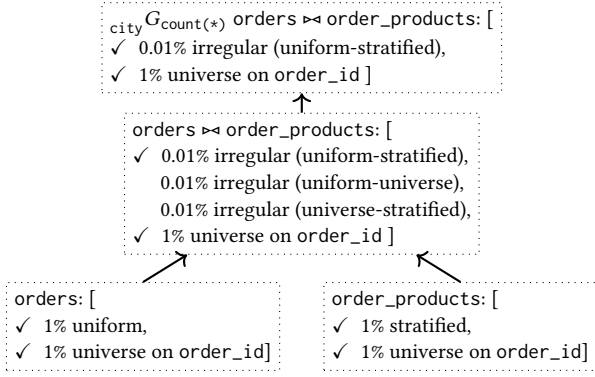 city G count(*) orders ⋈ order_products: [
✓ 0.01% irregular (uniform-stratified),
✓ 1% universe on order_id ]
orders ⋈ order_products: [
✓ 0.01% irregular (uniform-stratified),
0.01% irregular (uniform-universe),
0.01% irregular (universe-stratified),
✓ 1% universe on order_id ]
orders: [
✓ 1% uniform,
✓ 1% universe on order_id]
order_products: [
✓ 1% stratified,
✓ 1% universe on order_id]